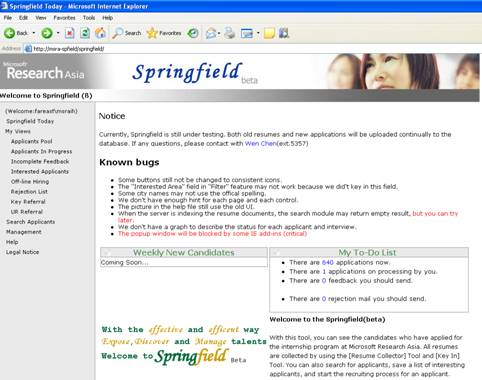 Springfield Today - Microsoft Internet Explorer
File Edit View Favorites Tools Help
Back Search Favorites
Address http://msra-spfield/springfield/
Microsoft
Research Asia
Springfield beta
Welcome to Springfield (ß)
(Welcome:fareast\msraih)
Springfield Today
My Views
Applicants Pool
Applicants In Progress
Incomplete Feedback
Interested Applicants
Off-line Hiring
Rejection List
Key Referral
UR Referral
Search Applicants
Management
Help
Legal Notice
Notice
Currently, Springfield is still under testing. Both old resumes and new applications will be uploaded continually to the
database. If any questions, please contact with Wen Chen(ext.5357)
Known bugs
Some buttons still not be changed to consistent icons.
The "Interested Area" field in "Filter" feature may not work because we did't key in this field.
Some city names may not use the offical spelling.
We don't have enough hint for each page and each control.
The picture in the help file still use the old UI.
When the server is indexing the resume documents, the search module may return empty result, but you can try
later.
We don't have a graph to describe the status for each applicant and interview.
The popup window will be blocked by some IE add-ins (critical)
Weekly New Candidates
Coming Soon...
My To-Do List
There are 640 applications now.
There are 1 applications on processing by you.
There are 0 feedback you should send.
There are 0 rejection mail you should send.
With the effective and efficent way
Expose, Discover and Manage talents
Welcome to Springfield Beta
Welcome to the Springfield(beta)
With this tool, you can see the candidates who have applied for
the internship program at Microsoft Research Asia. All resumes
are collected by using the [Resume Collector] Tool and [Key In]
Tool. You can also search for applicants, save a list of interesting
applicants, and start the recruiting process for an applicant.